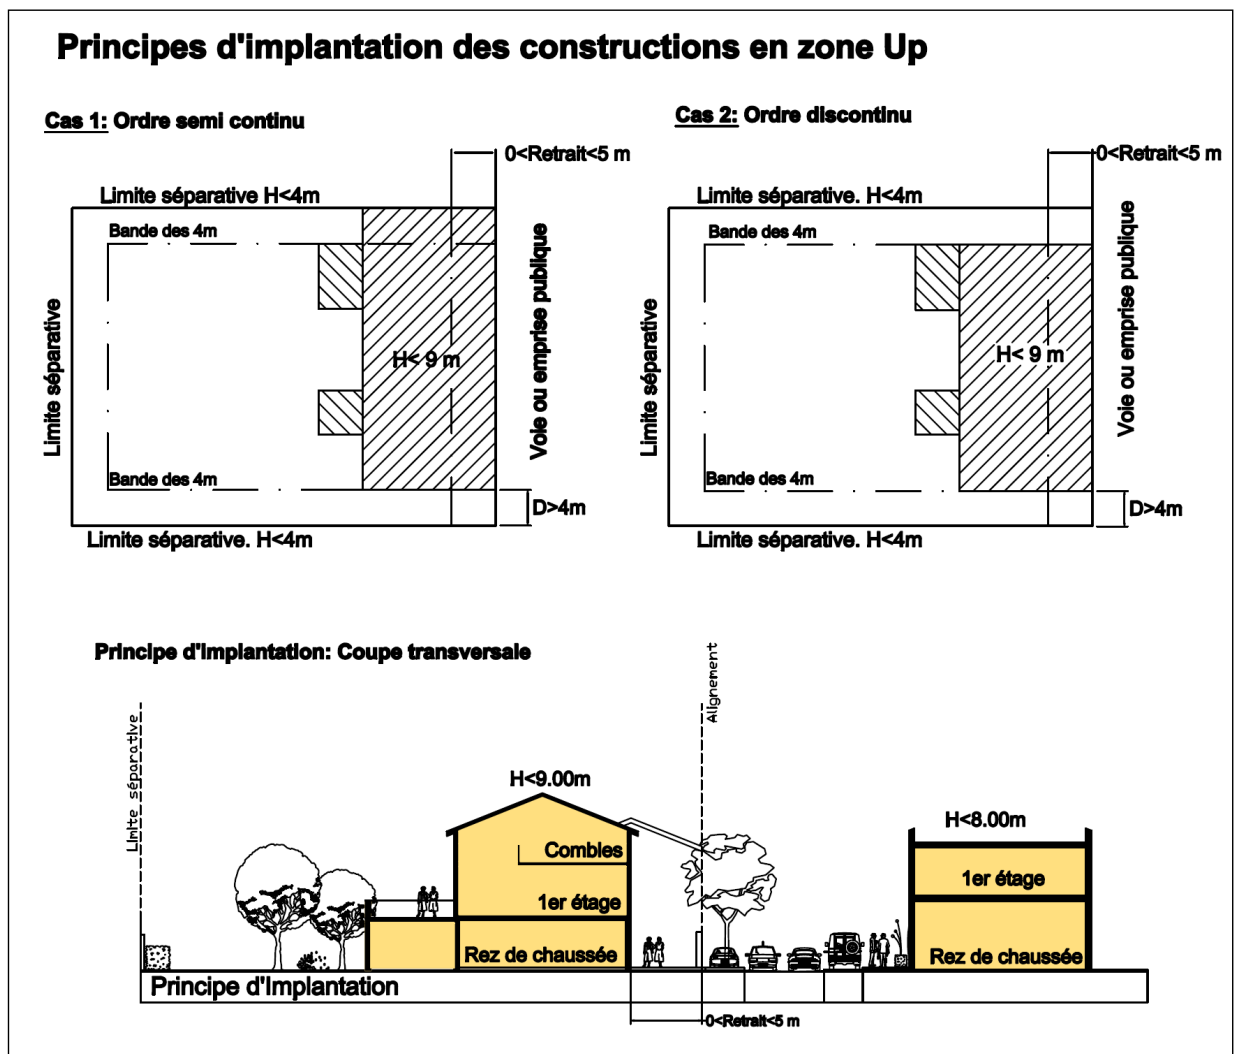 Principes d'implantation des constructions en zone Up
Cas 1: Ordre semi continu
Cas 2: Ordre discontinu
0<Retrait<5 m
0<Retrait<5 m
Limite séparative H<4m
Limite séparative. H<4m
Bande des 4m
Bande des 4m
Limite séparative
H< 9 m
Voie ou emprise publique
Limite séparative
H< 9 m
Voie ou emprise publique
Bande des 4m
Bande des 4m
D>4m
D>4m
Limite séparative. H<4m
Limite séparative. H<4m
Principe d'implantation: Coupe transversale
Alignement
Limite séparative
H<9.00m
H<8.00m
Combles
1er étage
1er étage
Rez de chaussée
Rez de chaussée
Principe d'Implantation
0<Retrait<5 m